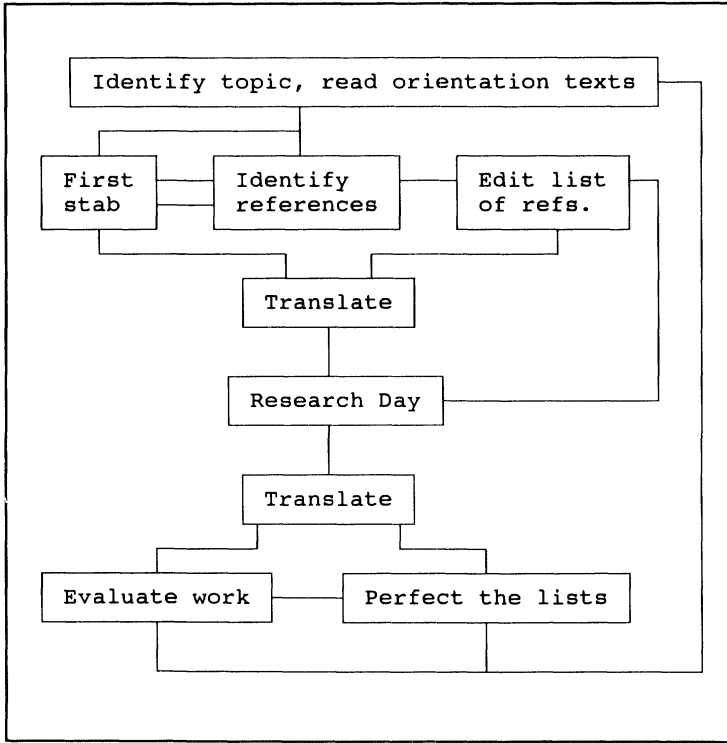 Identify topic, read orientation texts
First
stab
Identify
references
Edit list
of refs.
Translate
Research Day
Translate
Evaluate work
Perfect the lists